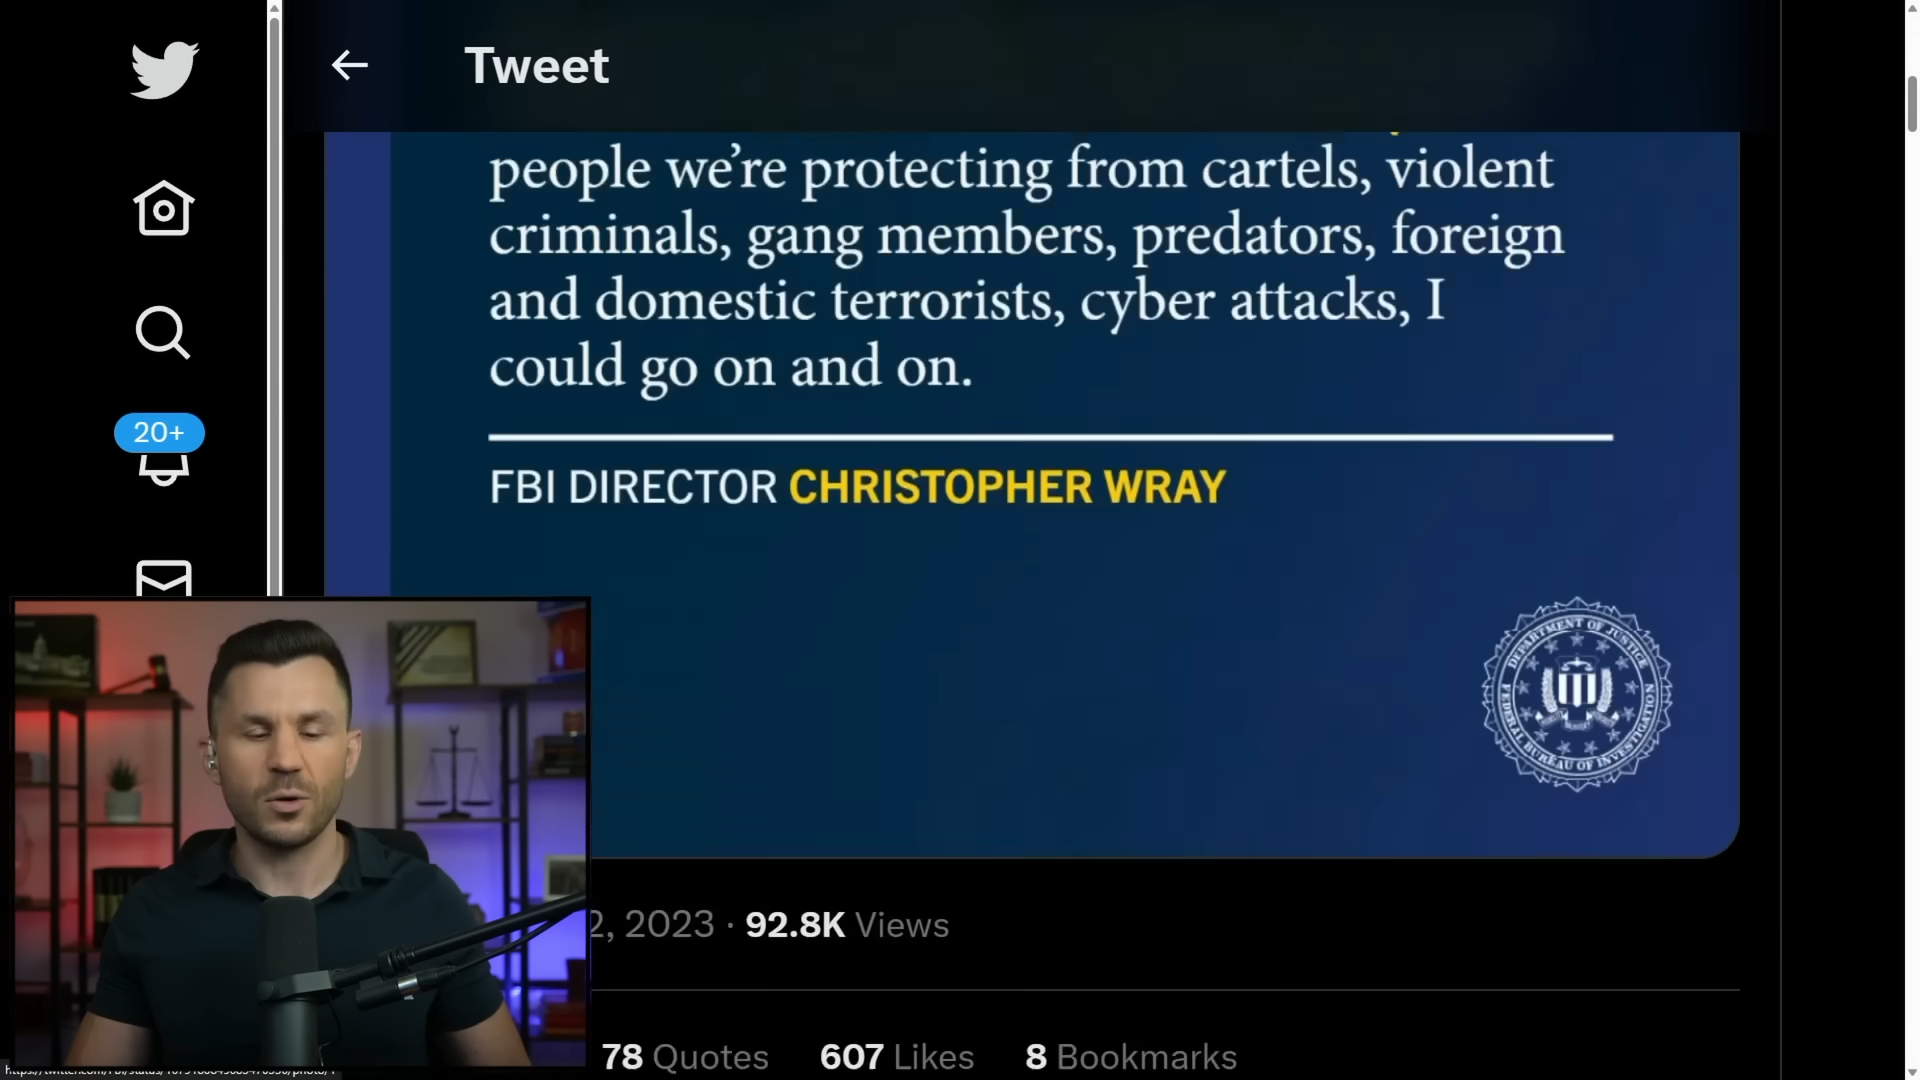 Tweet
people we’re protecting from cartels, violent
criminals, gang members, predators, foreign
and domestic terrorists, cyber attacks, I
could go on and on.
FBI DIRECTOR CHRISTOPHER WRAY
20+
DEPARTMENT OF JUSTICE
FEDERAL BUREAU OF INVESTIGATION
2, 2023 · 92.8K Views
78 Quotes 607 Likes 8 Bookmarks